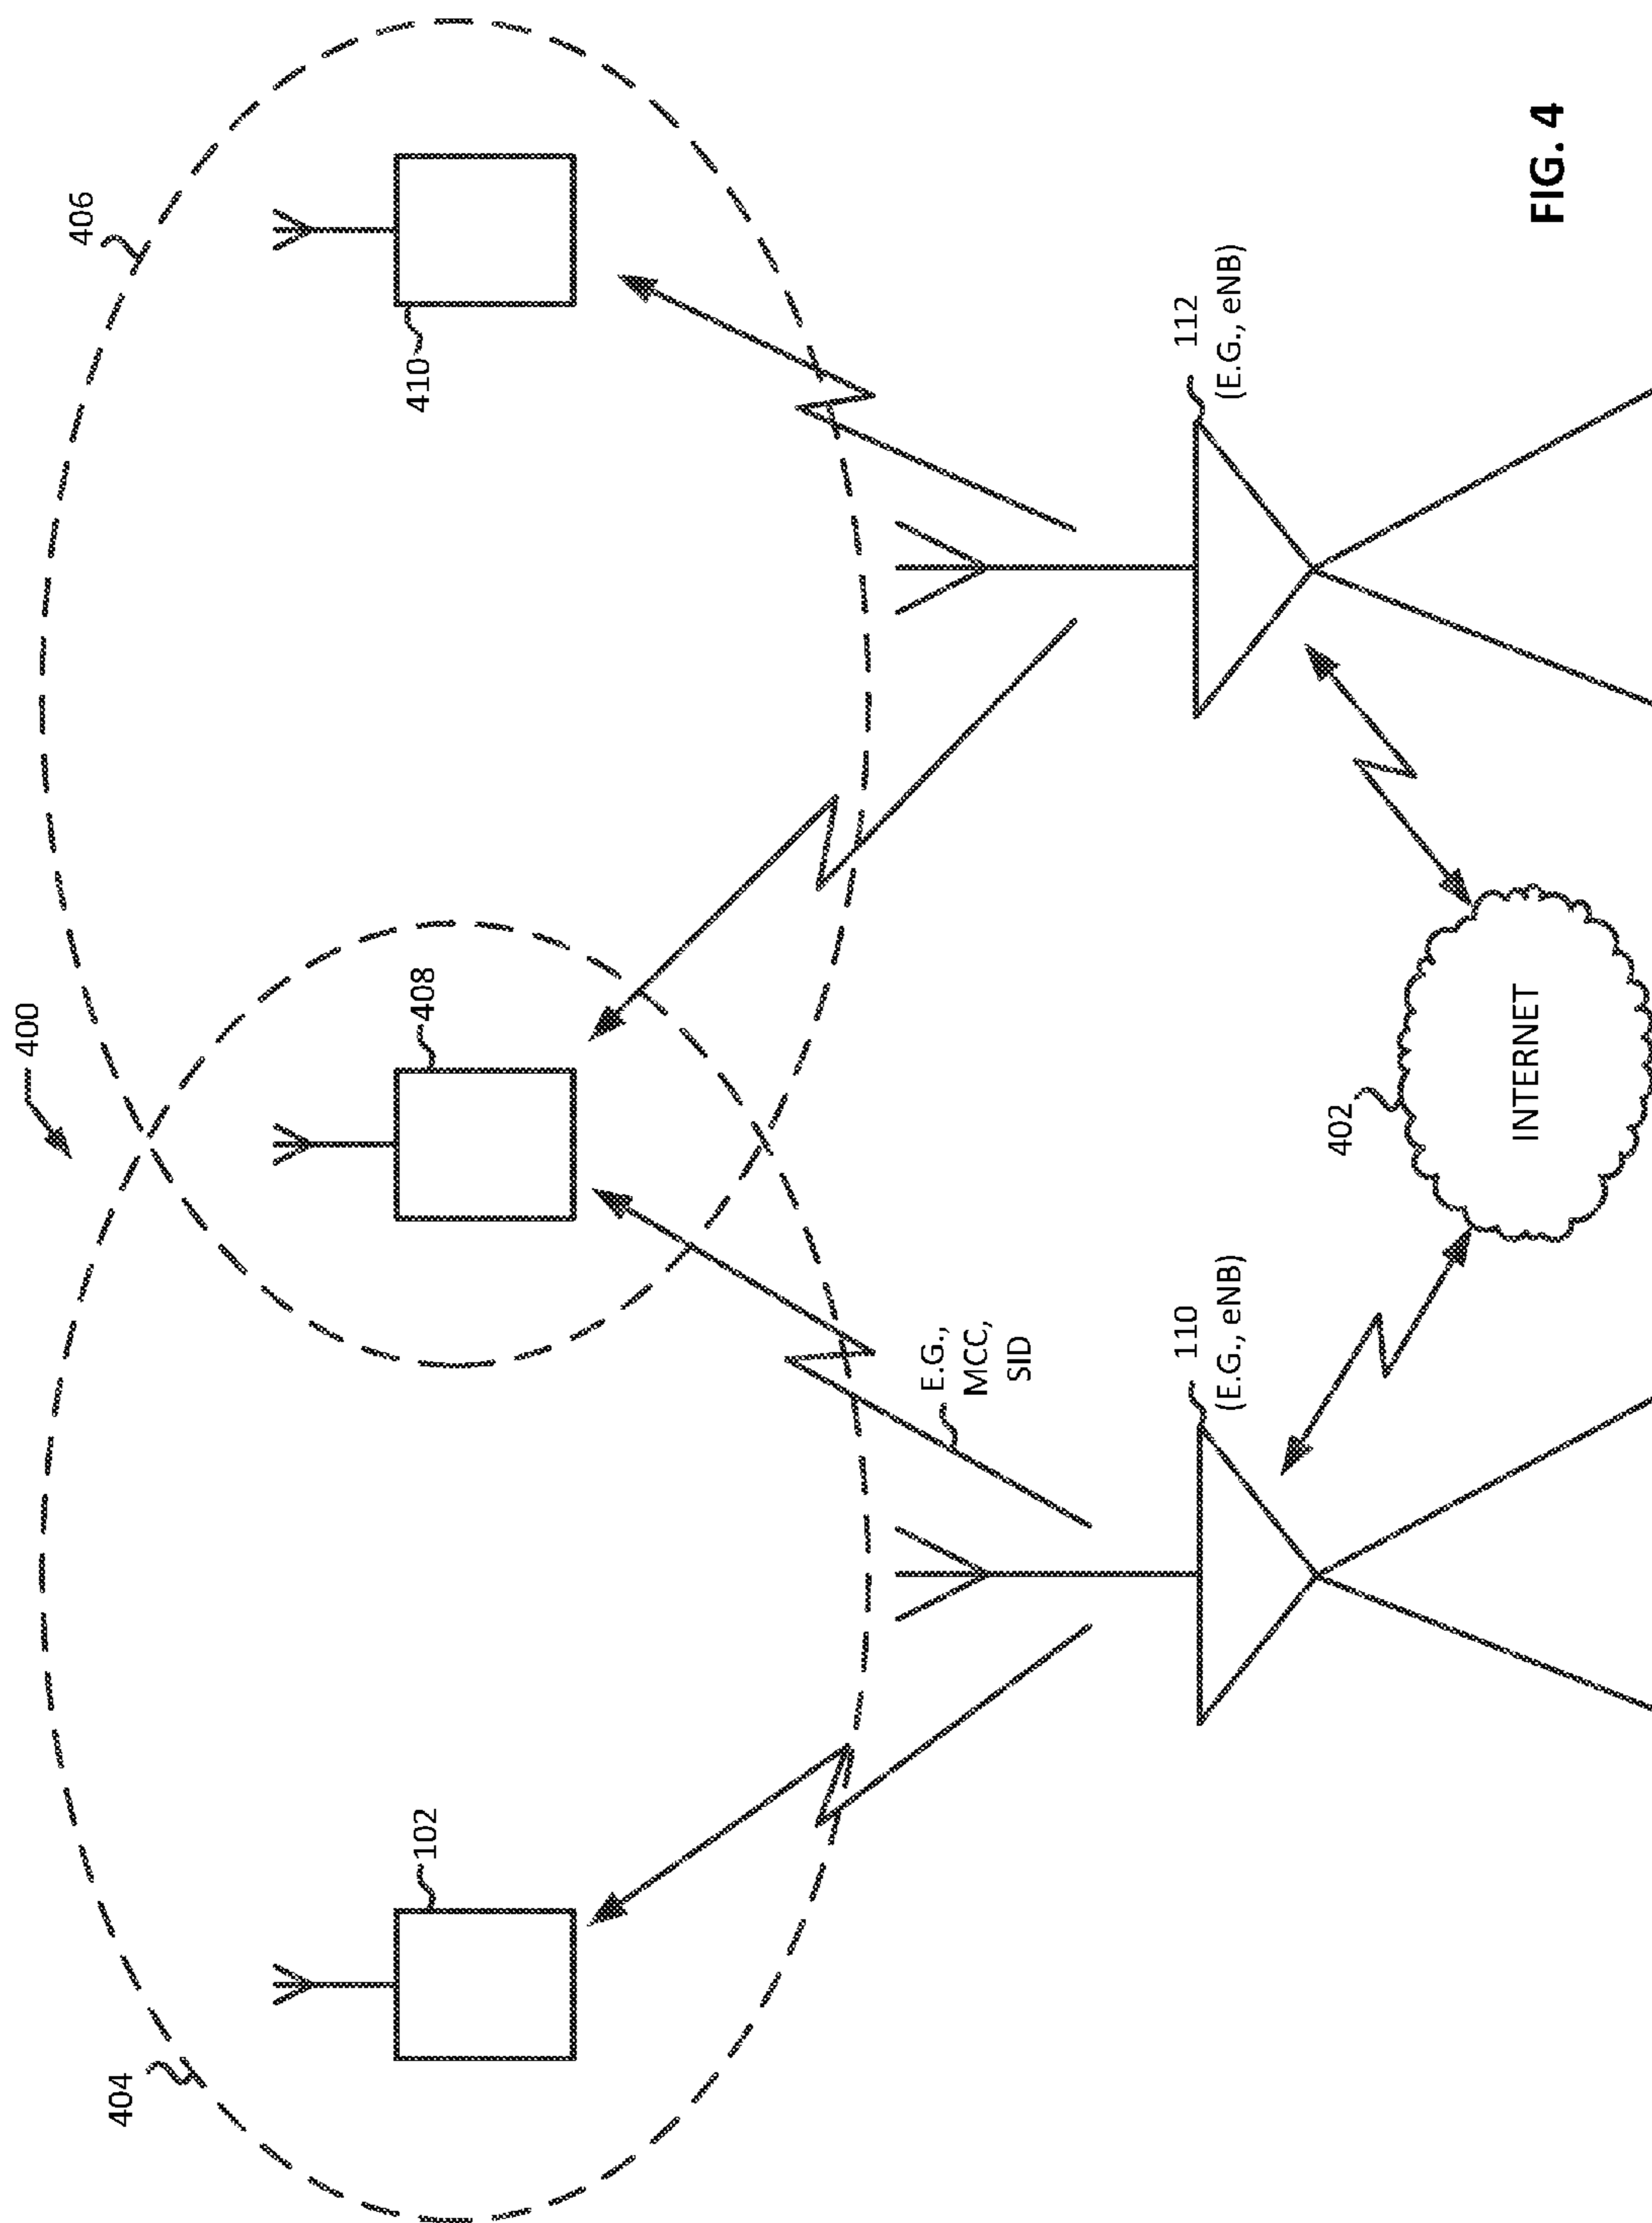 400
404
406
102
408
410
E.G.,
MCC,
SID
110
(E.G., eNB)
112
(E.G., eNB)
402
INTERNET
FIG. 4